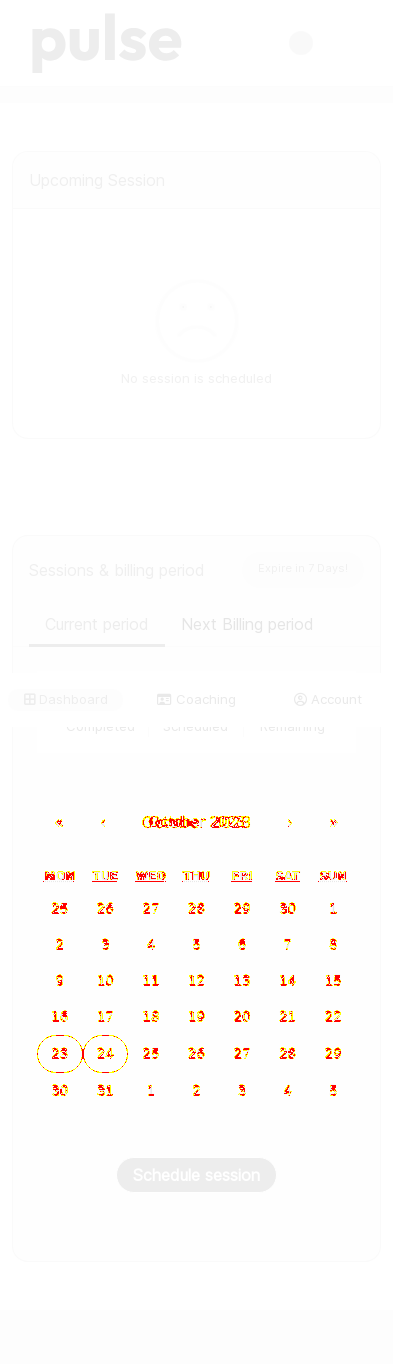 pulse
Upcoming Session
No session is scheduled
Sessions & billing period
Expire in 7 Days!
Current period
Next Billing period
Dashboard
Coaching
Account
Completed
Scheduled
Remaining
« ‹ October › »
MON TUE WED THU FRI SAT SUN
25 26 27 28 29 30 1
2 3 4 5 6 7 8
9 10 11 12 13 14 15
16 17 18 19 20 21 22
23 24 25 26 27 28 29
30 31 1 2 3 4 5
Schedule session